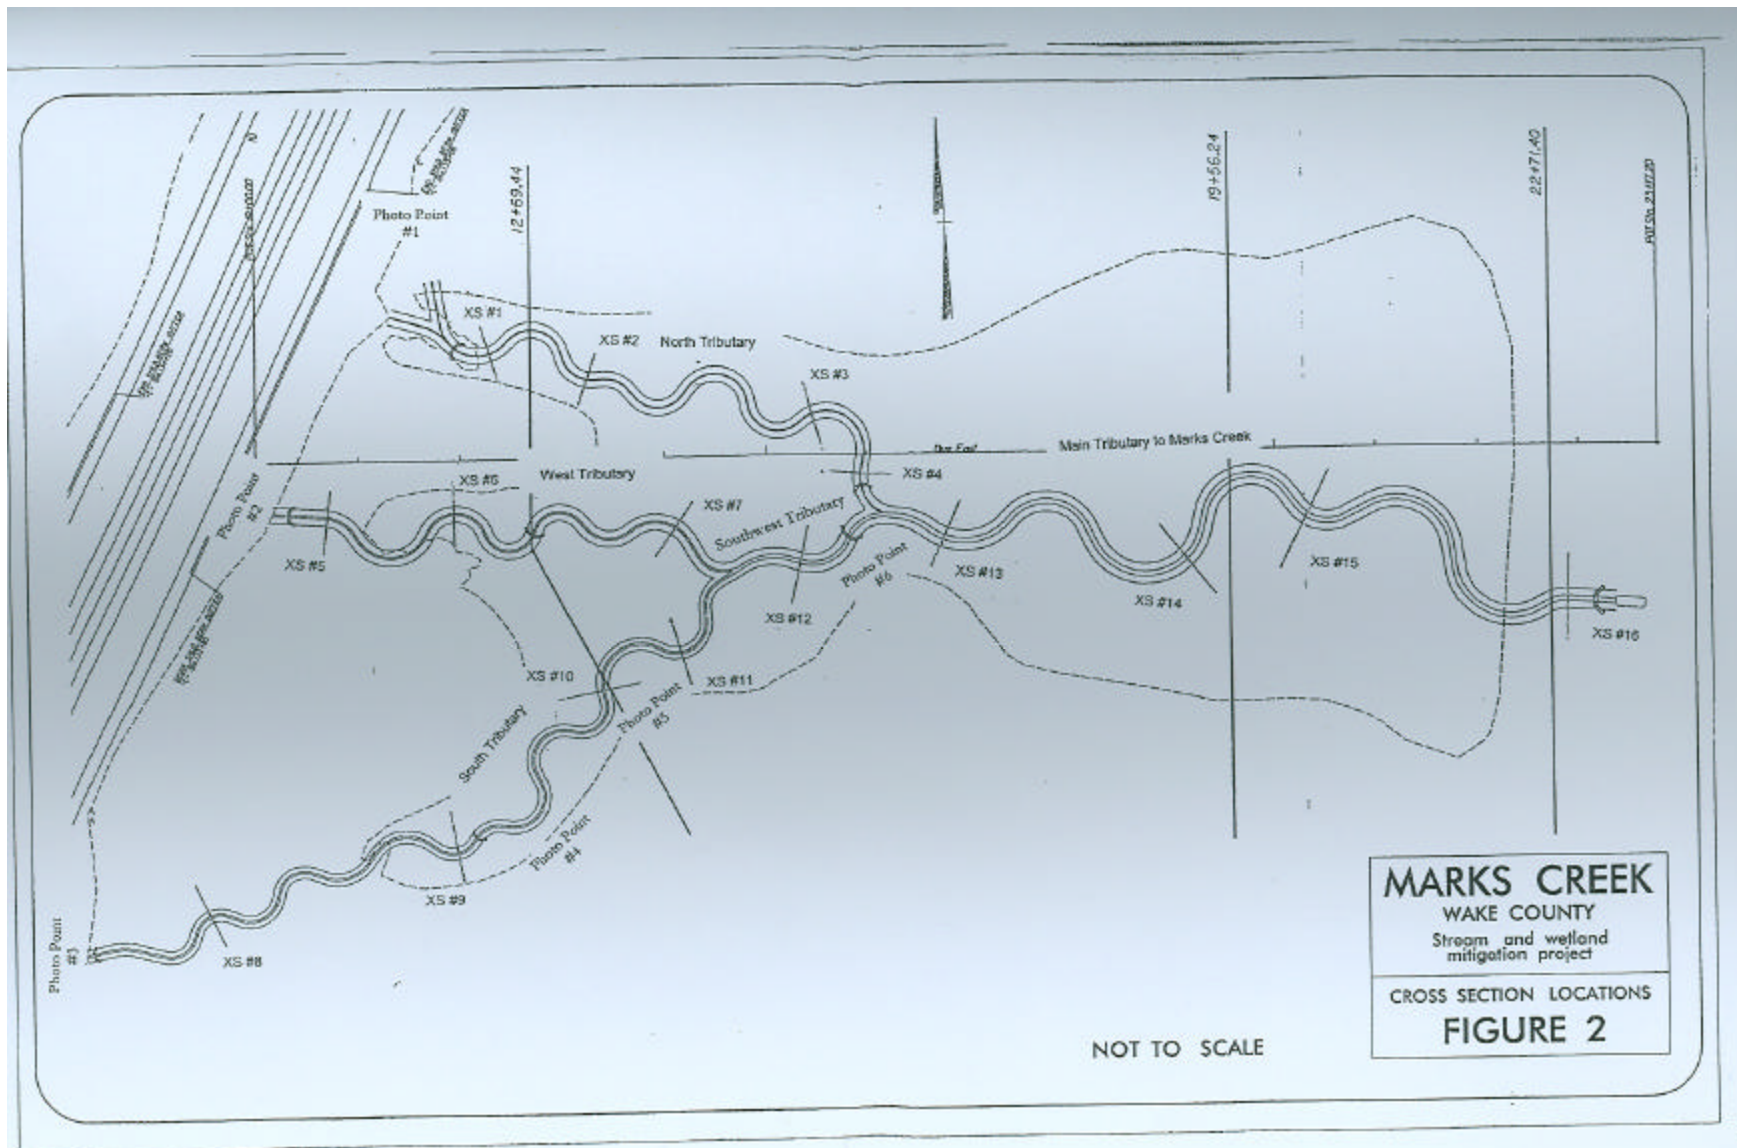 Photo Point
#1
12+69.44
19+56.24
22+71.40
XS #1
XS #2
North Tributary
XS #3
Due East
Main Tributary to Marks Creek
West Tributary
XS #4
XS #6
Photo Point
#2
XS #7
Southwest Tributary
XS #5
Photo Point
#6
XS #13
XS #15
XS #14
XS #12
XS #16
XS #10
XS #11
Photo Point
#5
South Tributary
Photo Point
#4
XS #9
Photo Point
#3
XS #8
MARKS CREEK
WAKE COUNTY
Stream and wetland
mitigation project
CROSS SECTION LOCATIONS
FIGURE 2
NOT TO SCALE